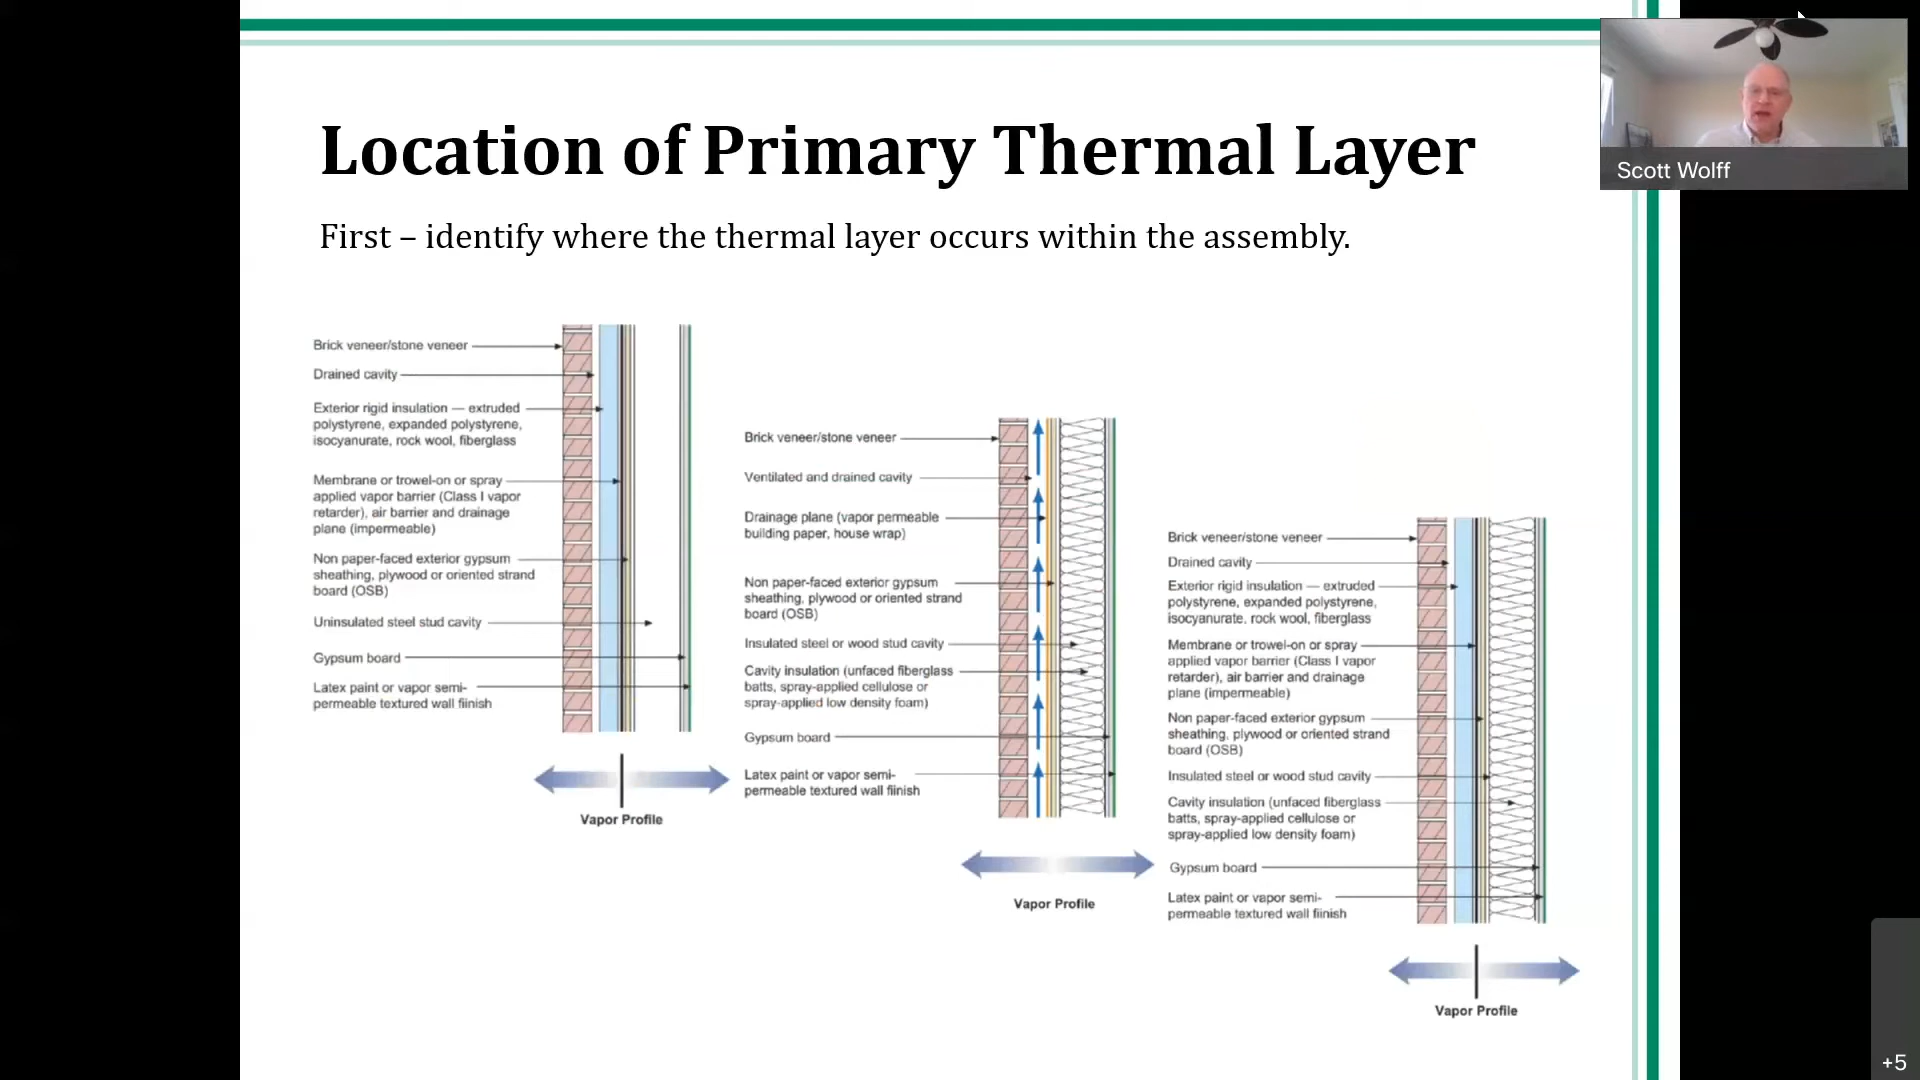 Location of Primary Thermal Layer
First – identify where the thermal layer occurs within the assembly.
Scott Wolff
Brick veneer/stone veneer
Drained cavity
Exterior rigid insulation — extruded
polystyrene, expanded polystyrene,
isocyanurate, rock wool, fiberglass
Membrane or trowel-on or spray
applied vapor barrier (Class I vapor
retarder), air barrier and drainage
plane (impermeable)
Non paper-faced exterior gypsum
sheathing, plywood or oriented strand
board (OSB)
Uninsulated steel stud cavity
Gypsum board
Latex paint or vapor semi-
permeable textured wall fiinish
Vapor Profile
Brick veneer/stone veneer
Ventilated and drained cavity
Drainage plane (vapor permeable
building paper, house wrap)
Non paper-faced exterior gypsum
sheathing, plywood or oriented strand
board (OSB)
Insulated steel or wood stud cavity
Cavity insulation (unfaced fiberglass
batts, spray-applied cellulose or
spray-applied low density foam)
Gypsum board
Latex paint or vapor semi-
permeable textured wall fiinish
Vapor Profile
Brick veneer/stone veneer
Drained cavity
Exterior rigid insulation — extruded
polystyrene, expanded polystyrene,
isocyanurate, rock wool, fiberglass
Membrane or trowel-on or spray
applied vapor barrier (Class I vapor
retarder), air barrier and drainage
plane (impermeable)
Non paper-faced exterior gypsum
sheathing, plywood or oriented strand
board (OSB)
Insulated steel or wood stud cavity
Cavity insulation (unfaced fiberglass
batts, spray-applied cellulose or
spray-applied low density foam)
Gypsum board
Latex paint or vapor semi-
permeable textured wall fiinish
Vapor Profile
+5